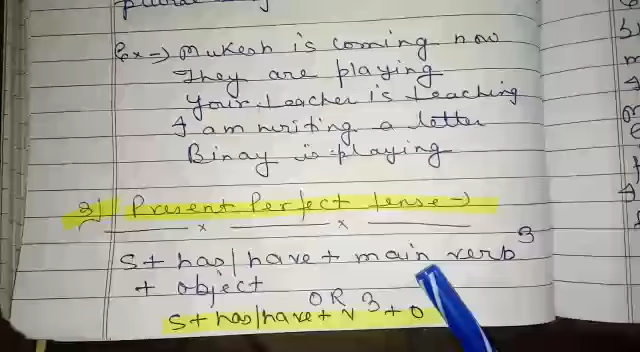 Ex→ Mukesh is coming now
They are playing
Your teacher is teaching
I am writing a letter
Binay is playing
3) Present Perfect tense→
S+ has/have + main verb 3
+ object
OR
S+ has/have + V3 + O